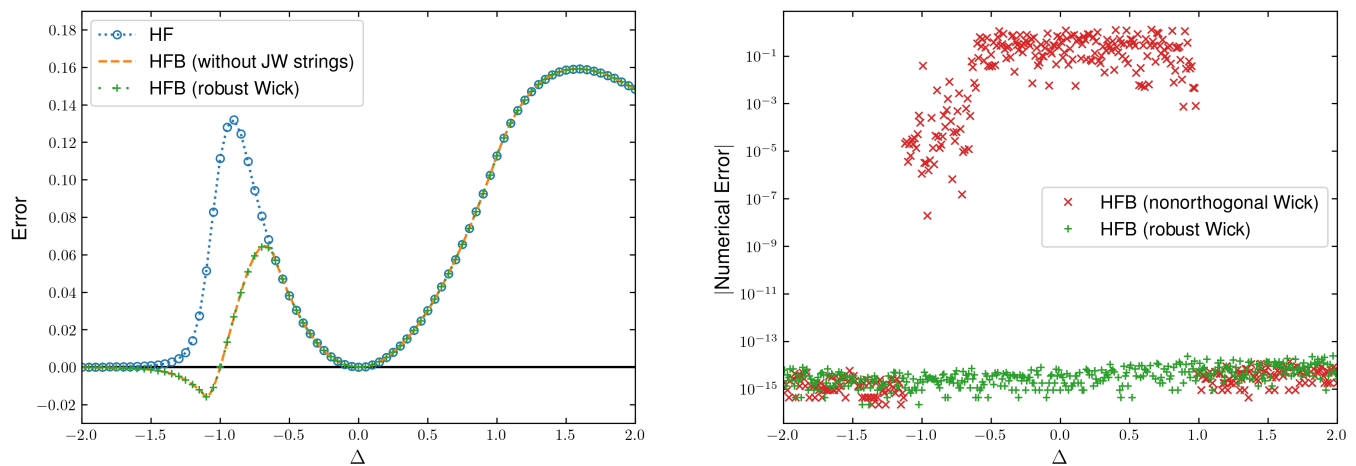 0.18
0.16
0.14
0.12
0.10
0.08
0.06
0.04
0.02
0.00
−0.02
Error
HF
HFB (without JW strings)
HFB (robust Wick)
−2.0 −1.5 −1.0 −0.5 0.0 0.5 1.0 1.5 2.0
Δ
10⁻¹
10⁻³
10⁻⁵
10⁻⁷
10⁻⁹
10⁻¹¹
10⁻¹³
10⁻¹⁵
|Numerical Error|
HFB (nonorthogonal Wick)
HFB (robust Wick)
−2.0 −1.5 −1.0 −0.5 0.0 0.5 1.0 1.5 2.0
Δ